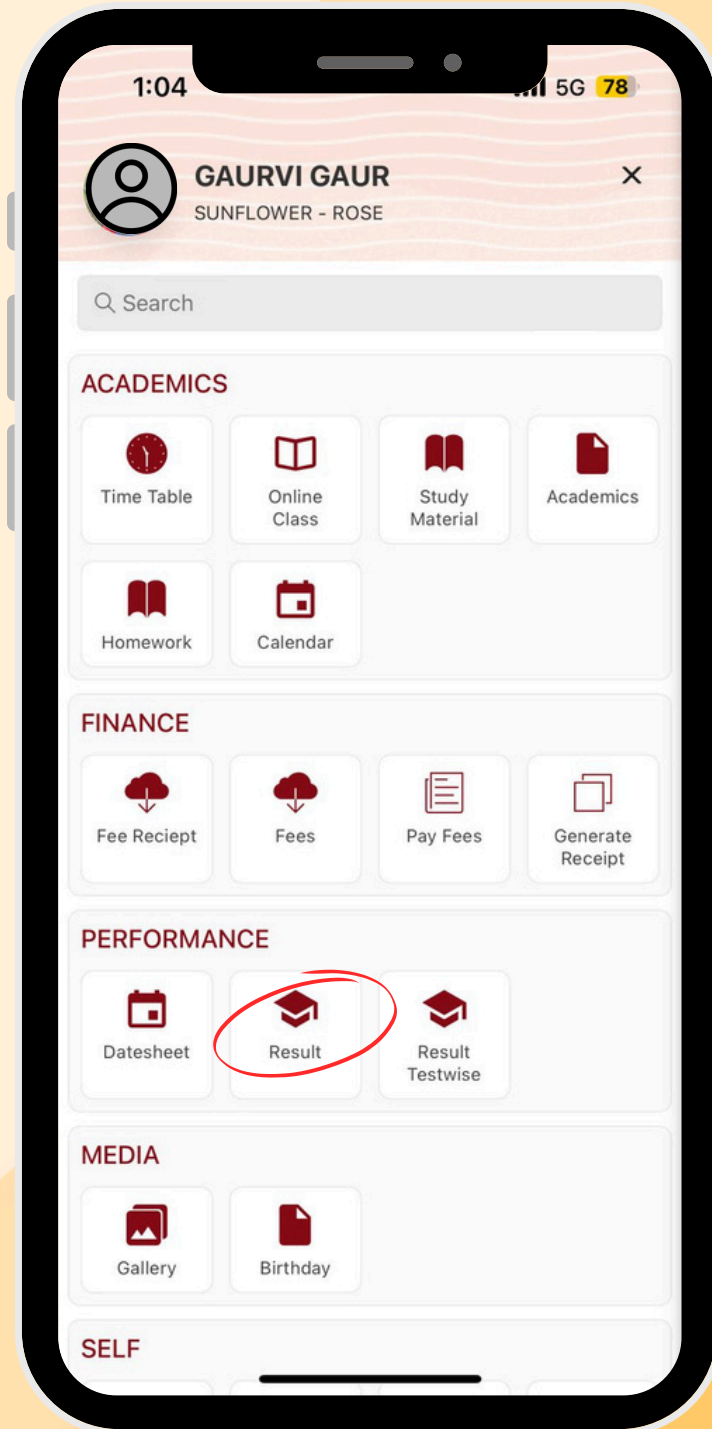 1:04 5G 78
GAURVI GAUR
SUNFLOWER - ROSE
Search
ACADEMICS
Time Table
Online
Class
Study
Material
Academics
Homework
Calendar
FINANCE
Fee Reciept
Fees
Pay Fees
Generate
Receipt
PERFORMANCE
Datesheet
Result
Result
Testwise
MEDIA
Gallery
Birthday
SELF